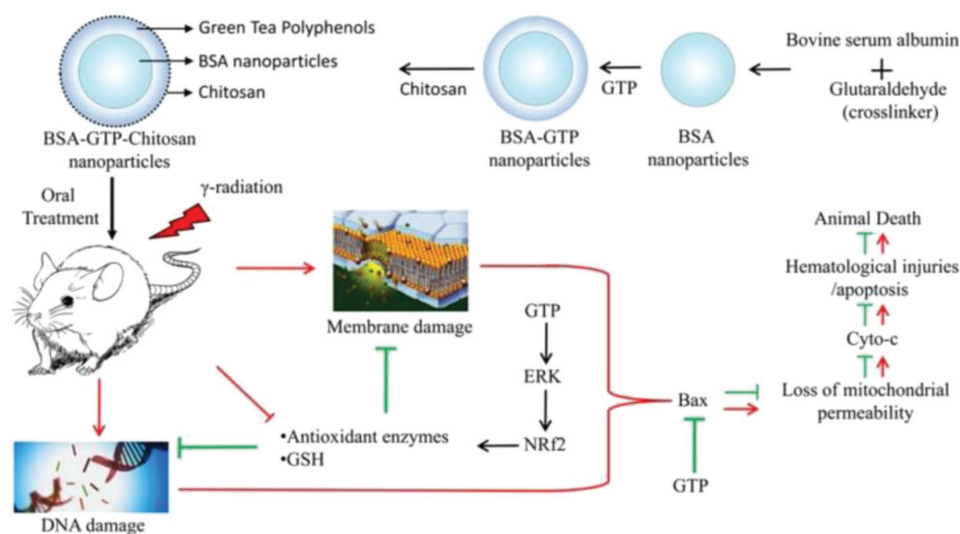 Green Tea Polyphenols
BSA nanoparticles
Chitosan
BSA-GTP-Chitosan
nanoparticles
Chitosan
BSA-GTP
nanoparticles
GTP
BSA
nanoparticles
Bovine serum albumin
+
Glutaraldehyde
(crosslinker)
Oral
Treatment
γ-radiation
Membrane damage
GTP
ERK
NRf2
•Antioxidant enzymes
•GSH
DNA damage
Bax
GTP
Animal Death
Hematological injuries
/apoptosis
Cyto-c
Loss of mitochondrial
permeability